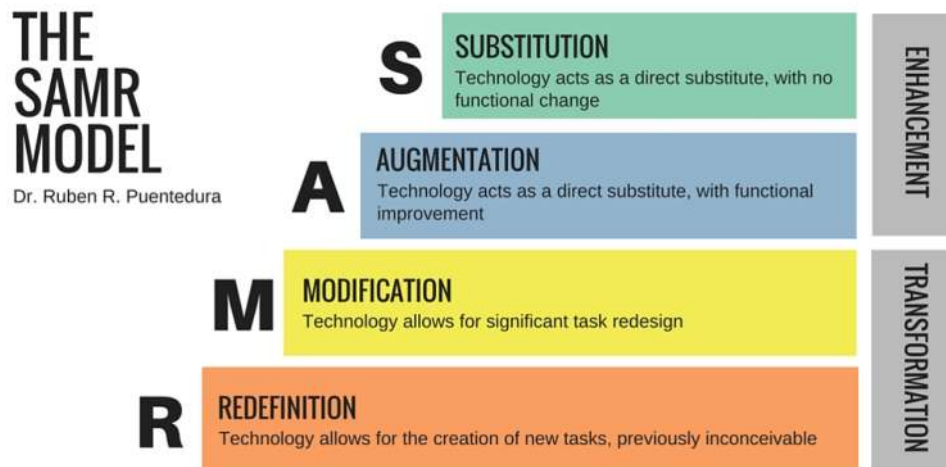 THE
SAMR
MODEL
Dr. Ruben R. Puentedura
S
SUBSTITUTION
Technology acts as a direct substitute, with no
functional change
A
AUGMENTATION
Technology acts as a direct substitute, with functional
improvement
ENHANCEMENT
M
MODIFICATION
Technology allows for significant task redesign
R
REDEFINITION
Technology allows for the creation of new tasks, previously inconceivable
TRANSFORMATION